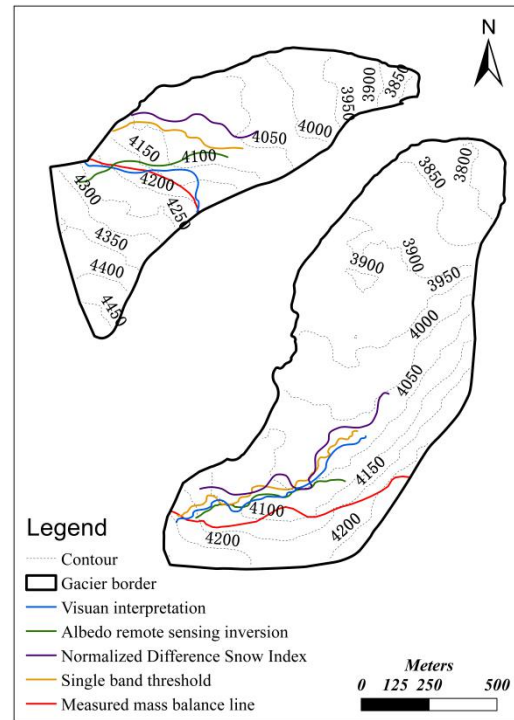 N
3850
3900
3950
4000
4050
4100
4150
4200
4250
4300
4350
4400
4450
3800
3850
3900
3900
3950
4000
4050
4150
4100
4200
4200
Legend
Contour
Gacier border
Visuan interpretation
Albedo remote sensing inversion
Normalized Difference Snow Index
Single band threshold
Measured mass balance line
Meters
0 125 250 500